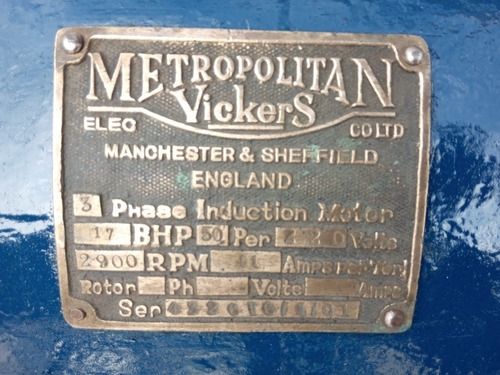 METROPOLITAN
Vickers
ELEC CO LTD
MANCHESTER & SHEFFIELD
ENGLAND
3 Phase Induction Motor
17 BHP 50 Per Volts
2900 RPM Amps per Ter
Rotor Ph Volts Amps
Ser